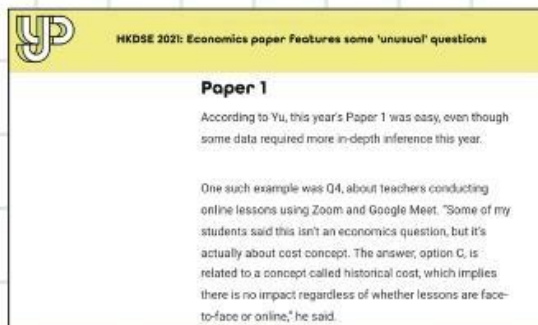 YP
HKDSE 2021: Economics paper features some 'unusual' questions
Paper 1
According to Yu, this year's Paper 1 was easy, even though
some data required more in-depth inference this year.
One such example was Q4, about teachers conducting
online lessons using Zoom and Google Meet. "Some of my
students said this isn't an economics question, but it's
actually about cost concept. The answer, option C, is
related to a concept called historical cost, which implies
there is no impact regardless of whether lessons are face-
to-face or online," he said.